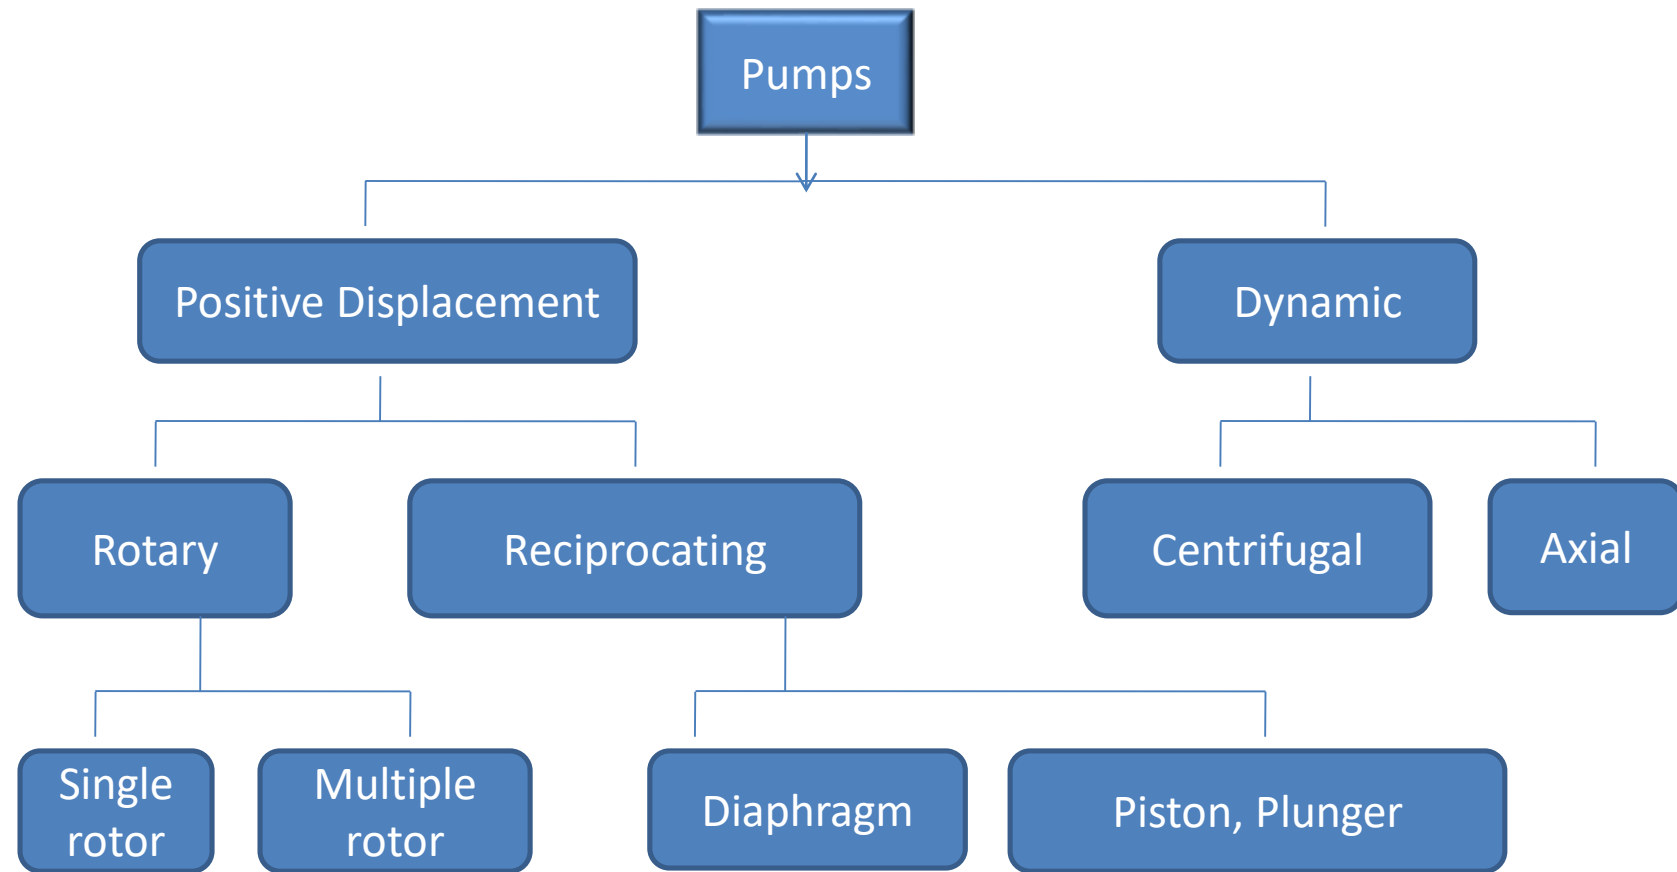 Pumps
Positive Displacement
Dynamic
Rotary
Reciprocating
Centrifugal
Axial
Single
rotor
Multiple
rotor
Diaphragm
Piston, Plunger